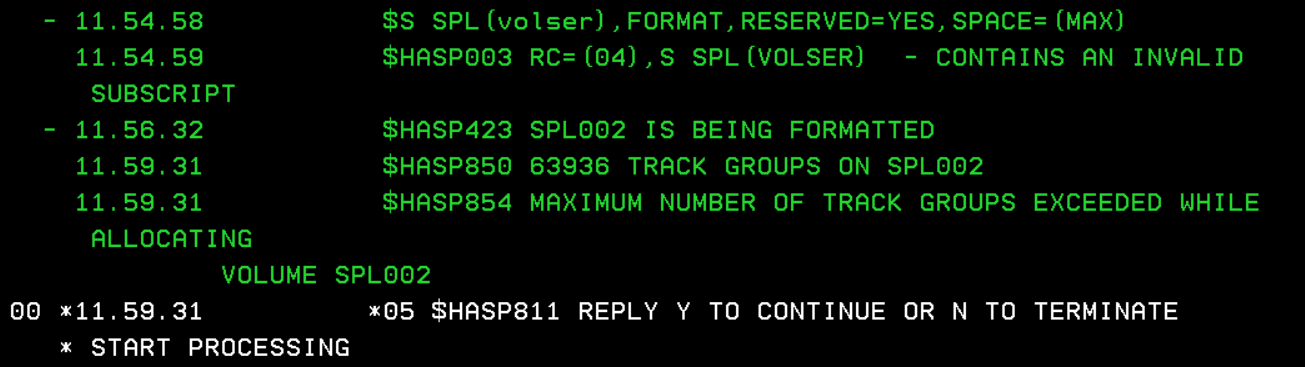 - 11.54.58 $S SPL(volser),FORMAT,RESERVED=YES,SPACE=(MAX)
11.54.59 $HASP003 RC=(04),S SPL(VOLSER) - CONTAINS AN INVALID
SUBSCRIPT
- 11.56.32 $HASP423 SPL002 IS BEING FORMATTED
11.59.31 $HASP850 63936 TRACK GROUPS ON SPL002
11.59.31 $HASP854 MAXIMUM NUMBER OF TRACK GROUPS EXCEEDED WHILE
ALLOCATING
VOLUME SPL002
00 *11.59.31 *05 $HASP811 REPLY Y TO CONTINUE OR N TO TERMINATE
* START PROCESSING